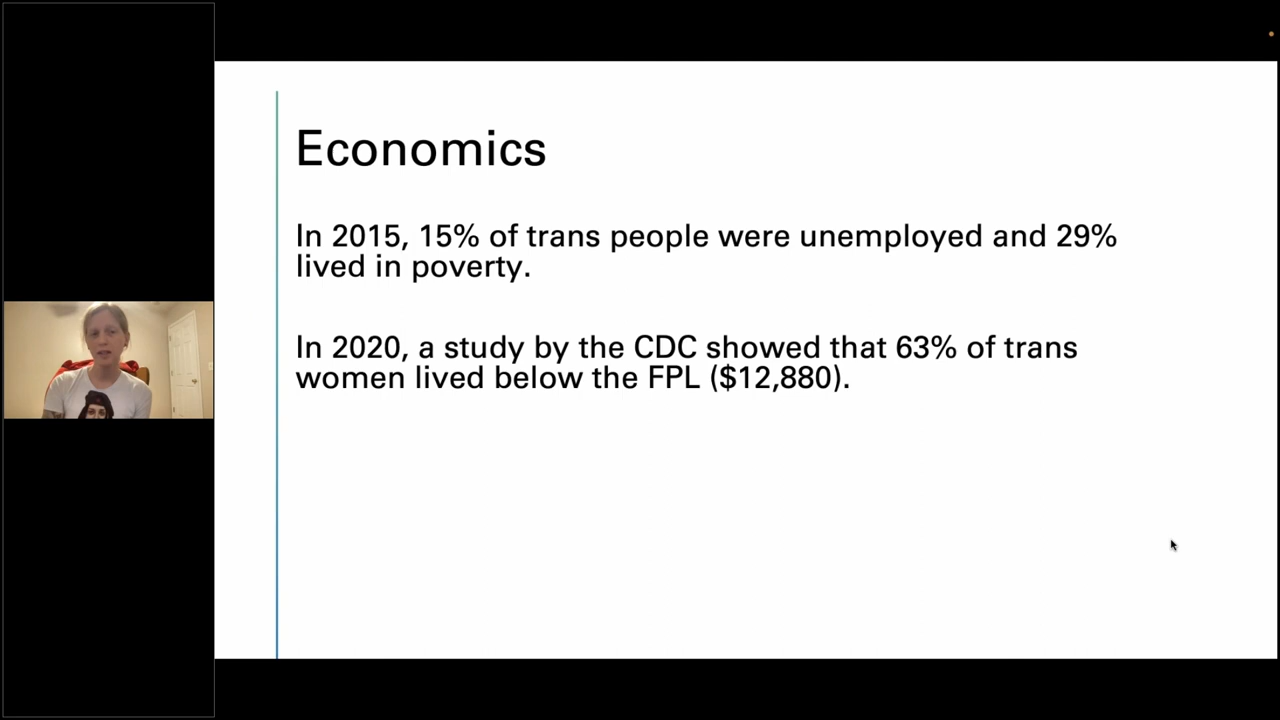 Economics
In 2015, 15% of trans people were unemployed and 29%
lived in poverty.
In 2020, a study by the CDC showed that 63% of trans
women lived below the FPL ($12,880).